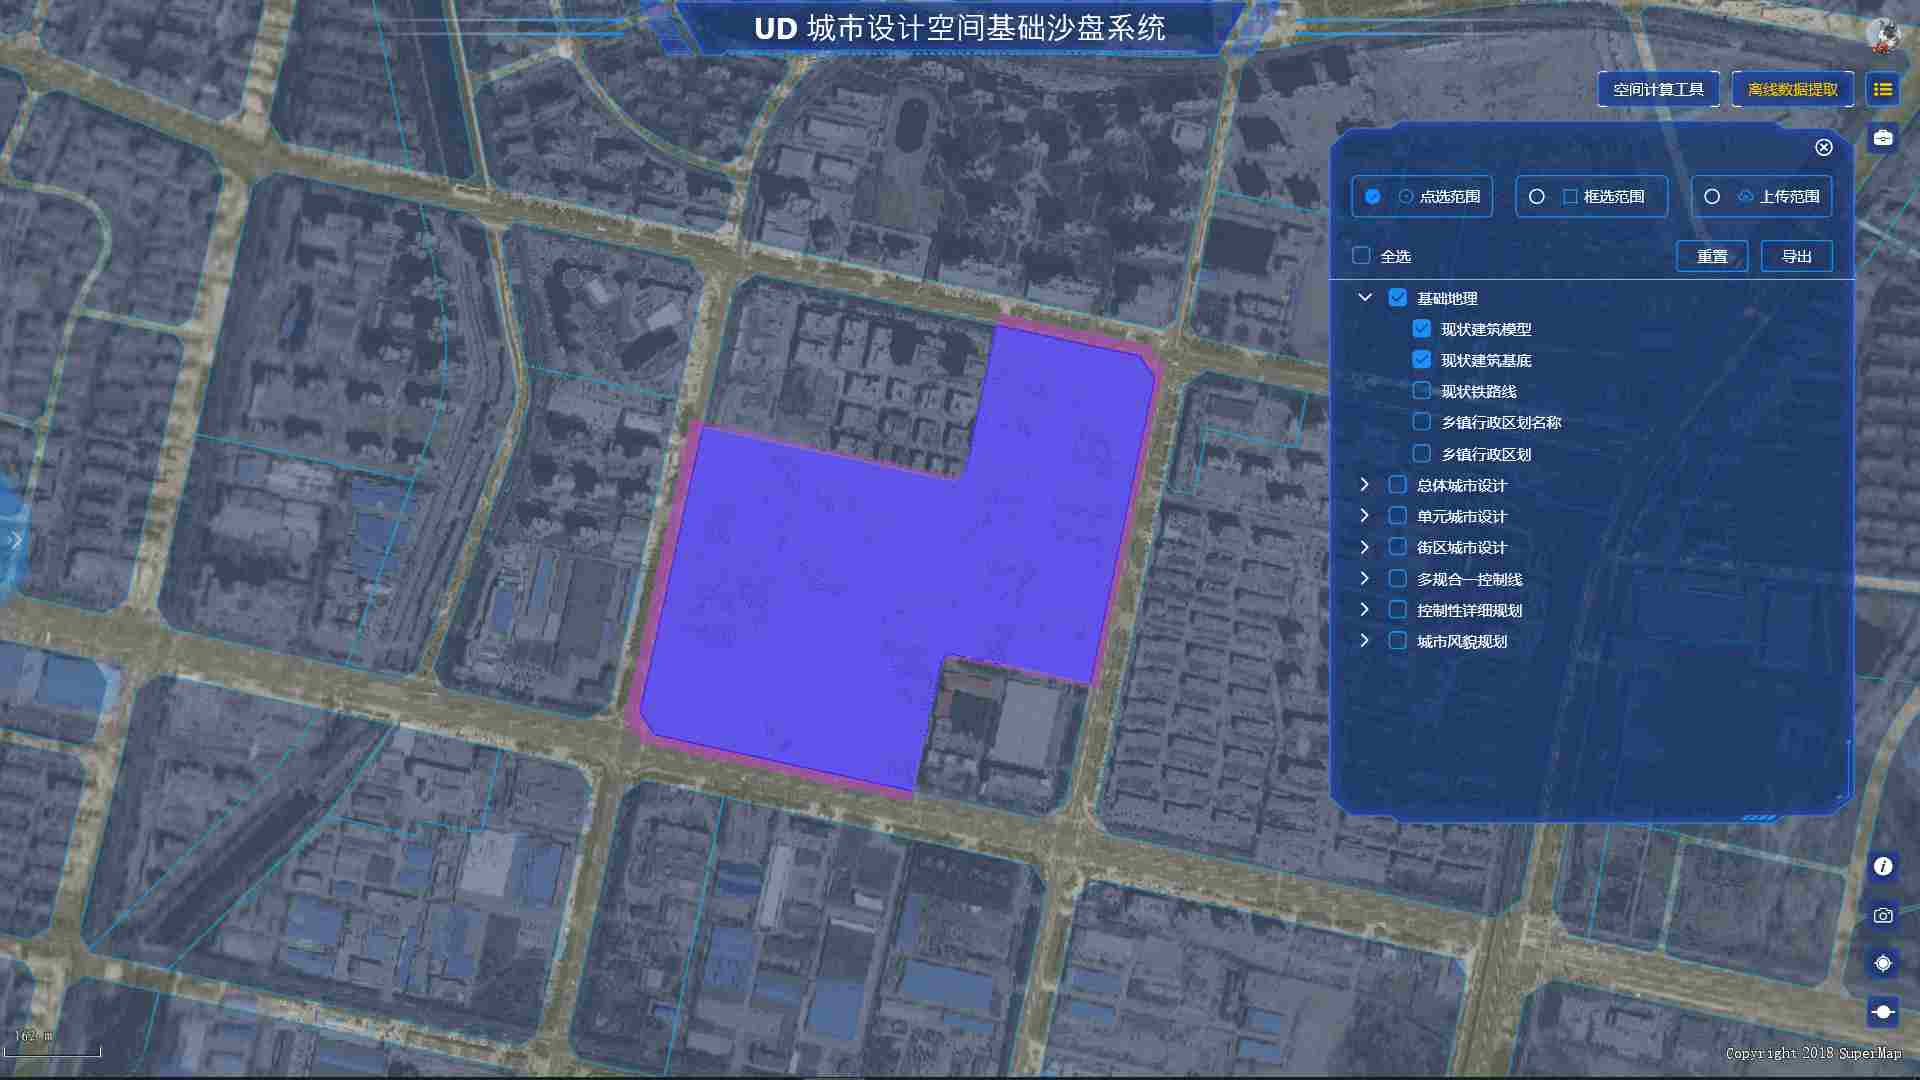 UD 城市设计空间基础沙盘系统
空间计算工具
离线数据提取
点选范围
框选范围
上传范围
全选
重置
导出
基础地理
现状建筑模型
现状建筑基底
现状铁路线
乡镇行政区划名称
乡镇行政区划
总体城市设计
单元城市设计
街区城市设计
多规合一控制线
控制性详细规划
城市风貌规划
162 m
Copyright 2018 SuperMap